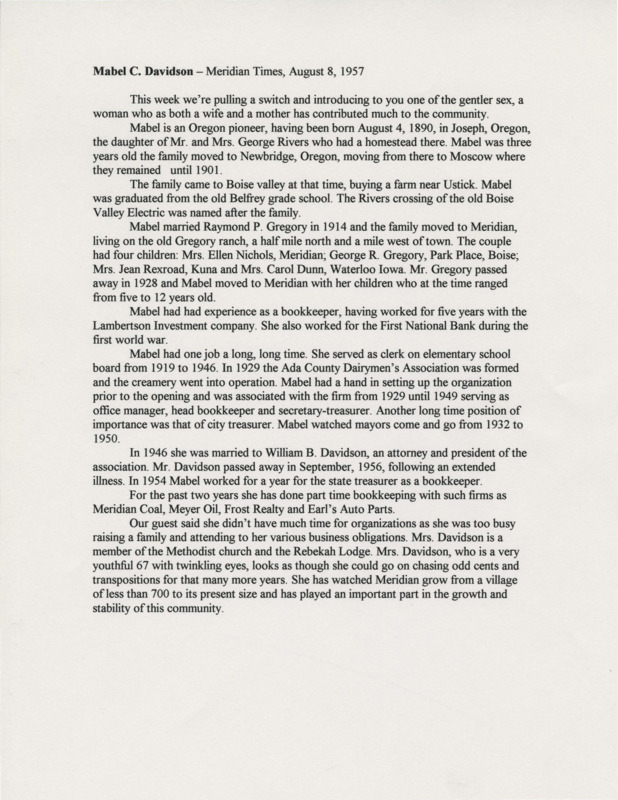 Mabel C. Davidson – Meridian Times, August 8, 1957
This week we're pulling a switch and introducing to you one of the gentler sex, a
woman who as both a wife and a mother has contributed much to the community.
Mabel is an Oregon pioneer, having been born August 4, 1890, in Joseph, Oregon,
the daughter of Mr. and Mrs. George Rivers who had a homestead there. Mabel was three
years old the family moved to Newbridge, Oregon, moving from there to Moscow where
they remained until 1901.
The family came to Boise valley at that time, buying a farm near Ustick. Mabel
was graduated from the old Belfrey grade school. The Rivers crossing of the old Boise
Valley Electric was named after the family.
Mabel married Raymond P. Gregory in 1914 and the family moved to Meridian,
living on the old Gregory ranch, a half mile north and a mile west of town. The couple
had four children: Mrs. Ellen Nichols, Meridian; George R. Gregory, Park Place, Boise;
Mrs. Jean Rexroad, Kuna and Mrs. Carol Dunn, Waterloo Iowa. Mr. Gregory passed
away in 1928 and Mabel moved to Meridian with her children who at the time ranged
from five to 12 years old.
Mabel had had experience as a bookkeeper, having worked for five years with the
Lambertson Investment company. She also worked for the First National Bank during the
first world war.
Mabel had one job a long, long time. She served as clerk on elementary school
board from 1919 to 1946. In 1929 the Ada County Dairymen's Association was formed
and the creamery went into operation. Mabel had a hand in setting up the organization
prior to the opening and was associated with the firm from 1929 until 1949 serving as
office manager, head bookkeeper and secretary-treasurer. Another long time position of
importance was that of city treasurer. Mabel watched mayors come and go from 1932 to
1950.
In 1946 she was married to William B. Davidson, an attorney and president of the
association. Mr. Davidson passed away in September, 1956, following an extended
illness. In 1954 Mabel worked for a year for the state treasurer as a bookkeeper.
For the past two years she has done part time bookkeeping with such firms as
Meridian Coal, Meyer Oil, Frost Realty and Earl's Auto Parts.
Our guest said she didn't have much time for organizations as she was too busy
raising a family and attending to her various business obligations. Mrs. Davidson is a
member of the Methodist church and the Rebekah Lodge. Mrs. Davidson, who is a very
youthful 67 with twinkling eyes, looks as though she could go on chasing odd cents and
transpositions for that many more years. She has watched Meridian grow from a village
of less than 700 to its present size and has played an important part in the growth and
stability of this community.